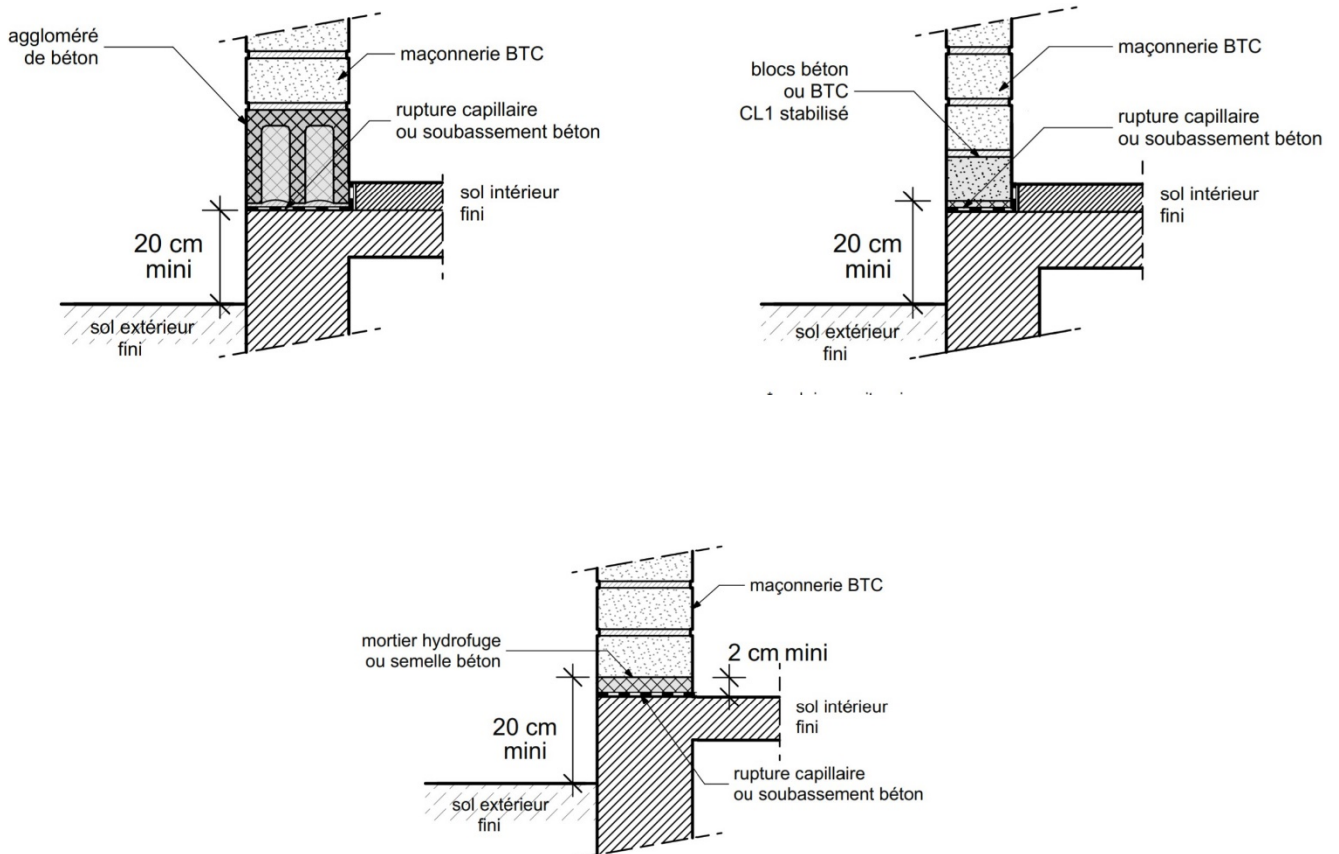 aggloméré
de béton
maçonnerie BTC
rupture capillaire
ou soubassement béton
sol intérieur
fini
20 cm
mini
sol extérieur
fini
maçonnerie BTC
blocs béton
ou BTC
CL1 stabilisé
rupture capillaire
ou soubassement béton
sol intérieur
fini
20 cm
mini
sol extérieur
fini
maçonnerie BTC
mortier hydrofuge
ou semelle béton
2 cm mini
20 cm
mini
sol intérieur
fini
rupture capillaire
ou soubassement béton
sol extérieur
fini